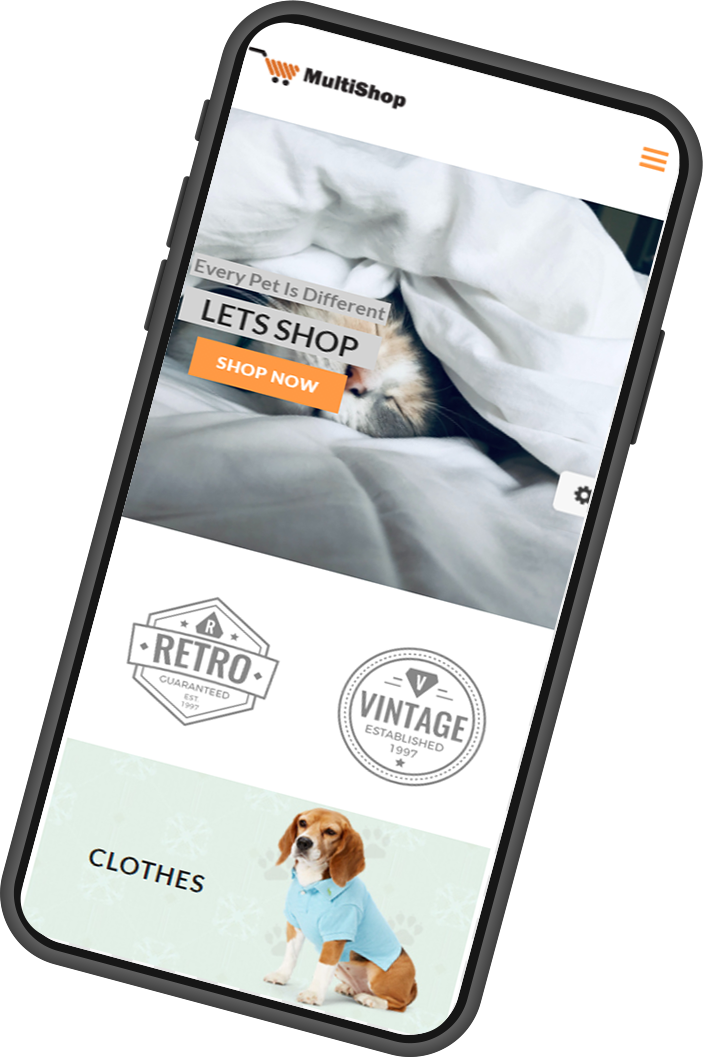 MultiShop
Every Pet Is Different
LETS SHOP
SHOP NOW
R
RETRO
GUARANTEED
EST.
1997
V
VINTAGE
ESTABLISHED
1997
CLOTHES